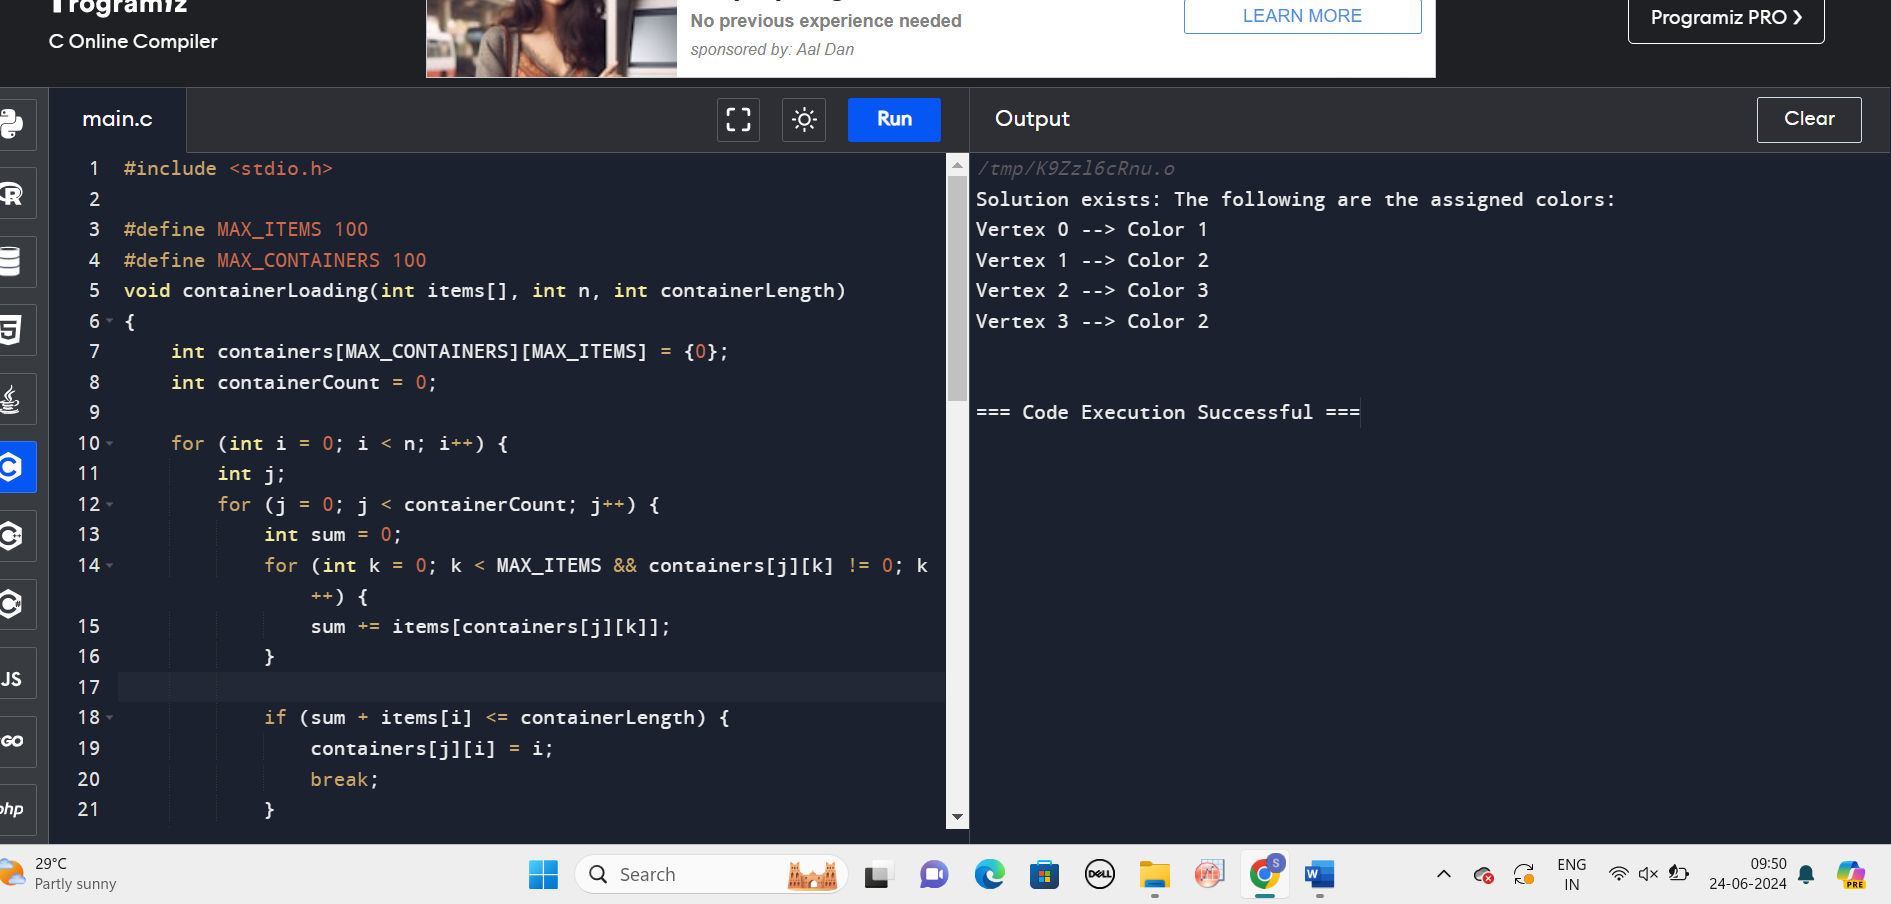 Programiz
C Online Compiler
No previous experience needed
sponsored by: Aal Dan
LEARN MORE
Programiz PRO ❯
main.c
Run
Output
Clear
1 #include <stdio.h>
2
3 #define MAX_ITEMS 100
4 #define MAX_CONTAINERS 100
5 void containerLoading(int items[], int n, int containerLength)
6 {
7 int containers[MAX_CONTAINERS][MAX_ITEMS] = {0};
8 int containerCount = 0;
9
10 for (int i = 0; i < n; i++) {
11 int j;
12 for (j = 0; j < containerCount; j++) {
13 int sum = 0;
14 for (int k = 0; k < MAX_ITEMS && containers[j][k] != 0; k
++) {
15 sum += items[containers[j][k]];
16 }
17
18 if (sum + items[i] <= containerLength) {
19 containers[j][i] = i;
20 break;
21 }
/tmp/K9Zzl6cRnu.o
Solution exists: The following are the assigned colors:
Vertex 0 --> Color 1
Vertex 1 --> Color 2
Vertex 2 --> Color 3
Vertex 3 --> Color 2
=== Code Execution Successful ===
R
5
C
C++
C#
JS
GO
php
29°C
Partly sunny
Search
DELL
S
W
ENG
IN
09:50
24-06-2024
PRE